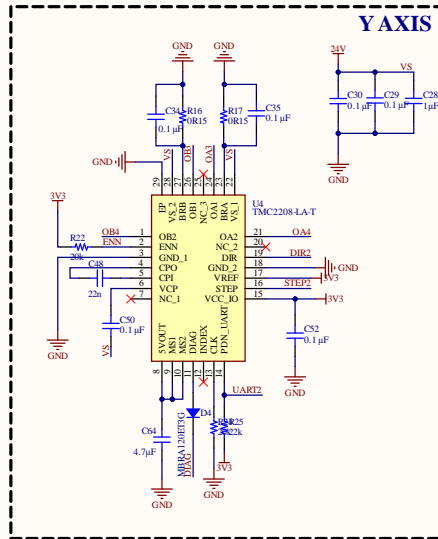 Y AXIS
GND
GND
24V
VS
C34
0.1 µF
R16
0R15
R17
0R15
C35
0.1 µF
C30
0.1 µF
C29
0.1 µF
C28
1µF
GND
GND
VS
OB3
OA3
VS
29
28
27
26
25
24
23
22
EP
VS_2
BRB
OB1
NC_3
OA1
BRA
VS_1
U4
TMC2208-LA-T
3V3
R22
20k
OB4
ENN
1
2
3
4
5
6
7
OB2
ENN
GND_1
CPO
CPI
VCP
NC_1
OA2
NC_2
DIR
GND_2
VREF
STEP
VCC_IO
21
20
19
18
17
16
15
OA4
DIR2
GND
3V3
STEP2
3V3
C48
22n
C50
0.1 µF
VS
GND
C52
0.1 µF
GND
5VOUT
MS1
MS2
DIAG
INDEX
CLK
PDN_UART
8
9
10
11
12
13
14
UART2
C64
4.7µF
GND
MBRA120ET3G
D4
DIAG
R25
22k
3V3
GND